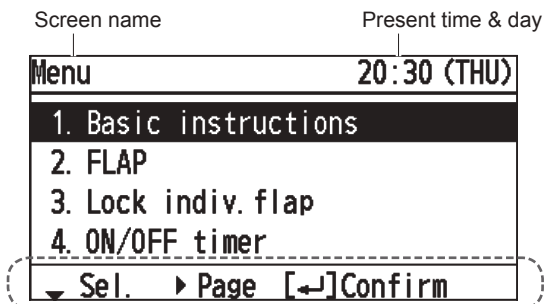 Screen name Present time & day
Menu 20:30 (THU)
1. Basic instructions
2. FLAP
3. Lock indiv. flap
4. ON/OFF timer
Sel. Page [↵]Confirm